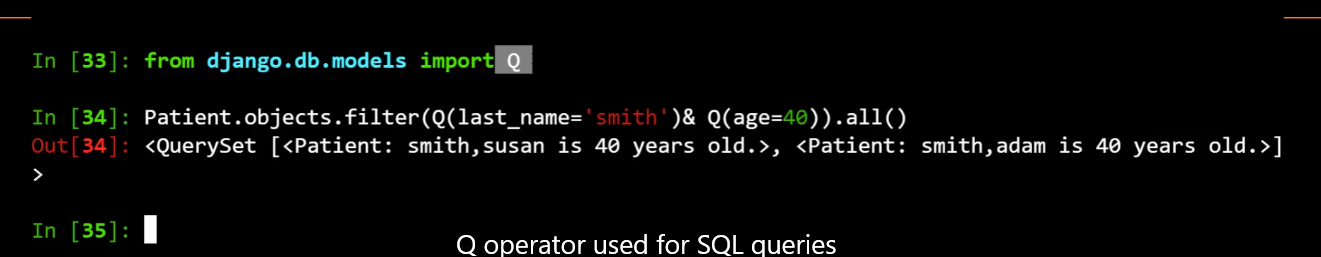 In [33]: from django.db.models import Q
In [34]: Patient.objects.filter(Q(last_name='smith')& Q(age=40)).all()
Out[34]: <QuerySet [<Patient: smith,susan is 40 years old.>, <Patient: smith,adam is 40 years old.>]
>
In [35]:
Q operator used for SQL queries